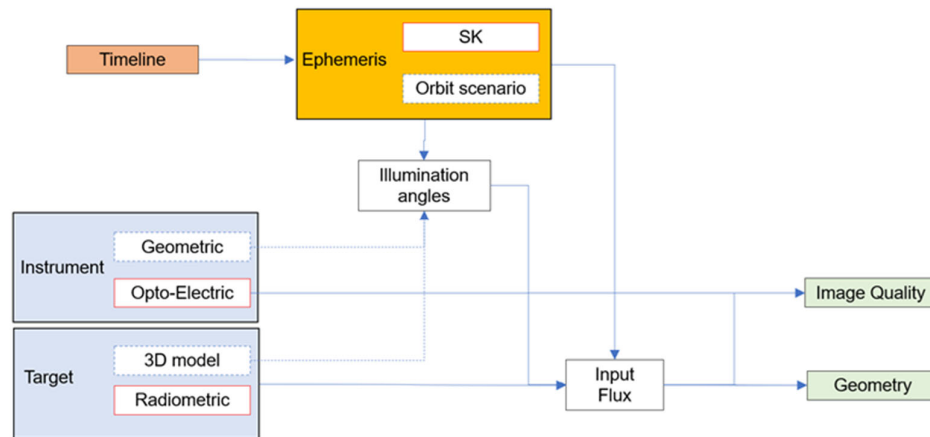 SK
Timeline
Ephemeris
Orbit scenario
Illumination
angles
Geometric
Instrument
Opto-Electric
Image Quality
3D model
Target
Radiometric
Input
Flux
Geometry